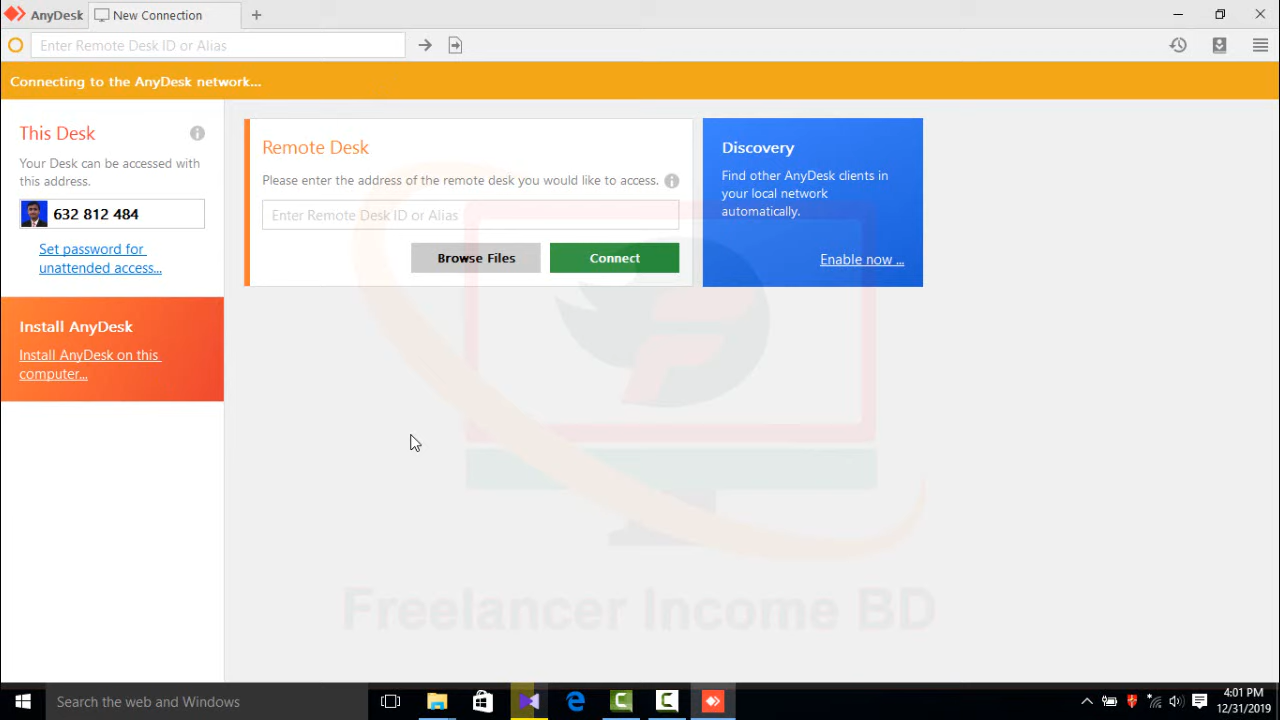 AnyDesk
New Connection
Enter Remote Desk ID or Alias
Connecting to the AnyDesk network...
This Desk
Your Desk can be accessed with
this address.
632 812 484
Set password for
unattended access...
Install AnyDesk
Install AnyDesk on this
computer...
Remote Desk
Please enter the address of the remote desk you would like to access.
Enter Remote Desk ID or Alias
Browse Files
Connect
Discovery
Find other AnyDesk clients in
your local network
automatically.
Enable now ...
Freelancer Income BD
Search the web and Windows
4:01 PM
12/31/2019